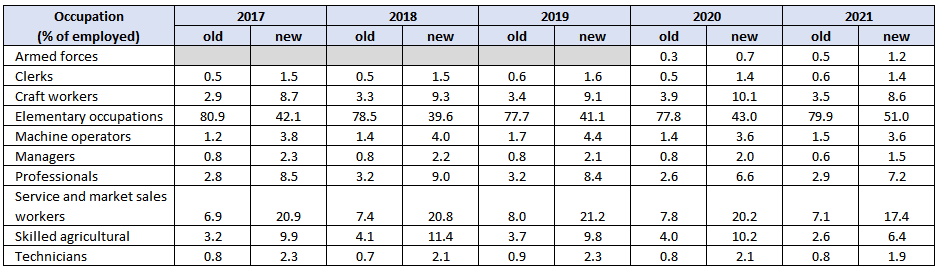 Occupation 2017 2018 2019 2020 2021
(% of employed) old new old new old new old new old new
Armed forces 0.3 0.7 0.5 1.2
Clerks 0.5 1.5 0.5 1.5 0.6 1.6 0.5 1.4 0.6 1.4
Craft workers 2.9 8.7 3.3 9.3 3.4 9.1 3.9 10.1 3.5 8.6
Elementary occupations 80.9 42.1 78.5 39.6 77.7 41.1 77.8 43.0 79.9 51.0
Machine operators 1.2 3.8 1.4 4.0 1.7 4.4 1.4 3.6 1.5 3.6
Managers 0.8 2.3 0.8 2.2 0.8 2.1 0.8 2.0 0.6 1.5
Professionals 2.8 8.5 3.2 9.0 3.2 8.4 2.6 6.6 2.9 7.2
Service and market sales
workers 6.9 20.9 7.4 20.8 8.0 21.2 7.8 20.2 7.1 17.4
Skilled agricultural 3.2 9.9 4.1 11.4 3.7 9.8 4.0 10.2 2.6 6.4
Technicians 0.8 2.3 0.7 2.1 0.9 2.3 0.8 2.1 0.8 1.9